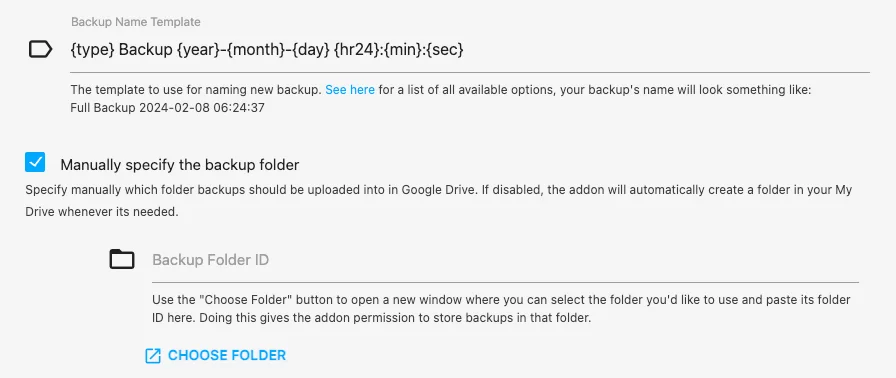 Backup Name Template
{type} Backup {year}-{month}-{day} {hr24}:{min}:{sec}
The template to use for naming new backup. See here for a list of all available options, your backup's name will look something like:
Full Backup 2024-02-08 06:24:37
Manually specify the backup folder
Specify manually which folder backups should be uploaded into in Google Drive. If disabled, the addon will automatically create a folder in your My
Drive whenever its needed.
Backup Folder ID
Use the "Choose Folder" button to open a new window where you can select the folder you'd like to use and paste its folder
ID here. Doing this gives the addon permission to store backups in that folder.
CHOOSE FOLDER